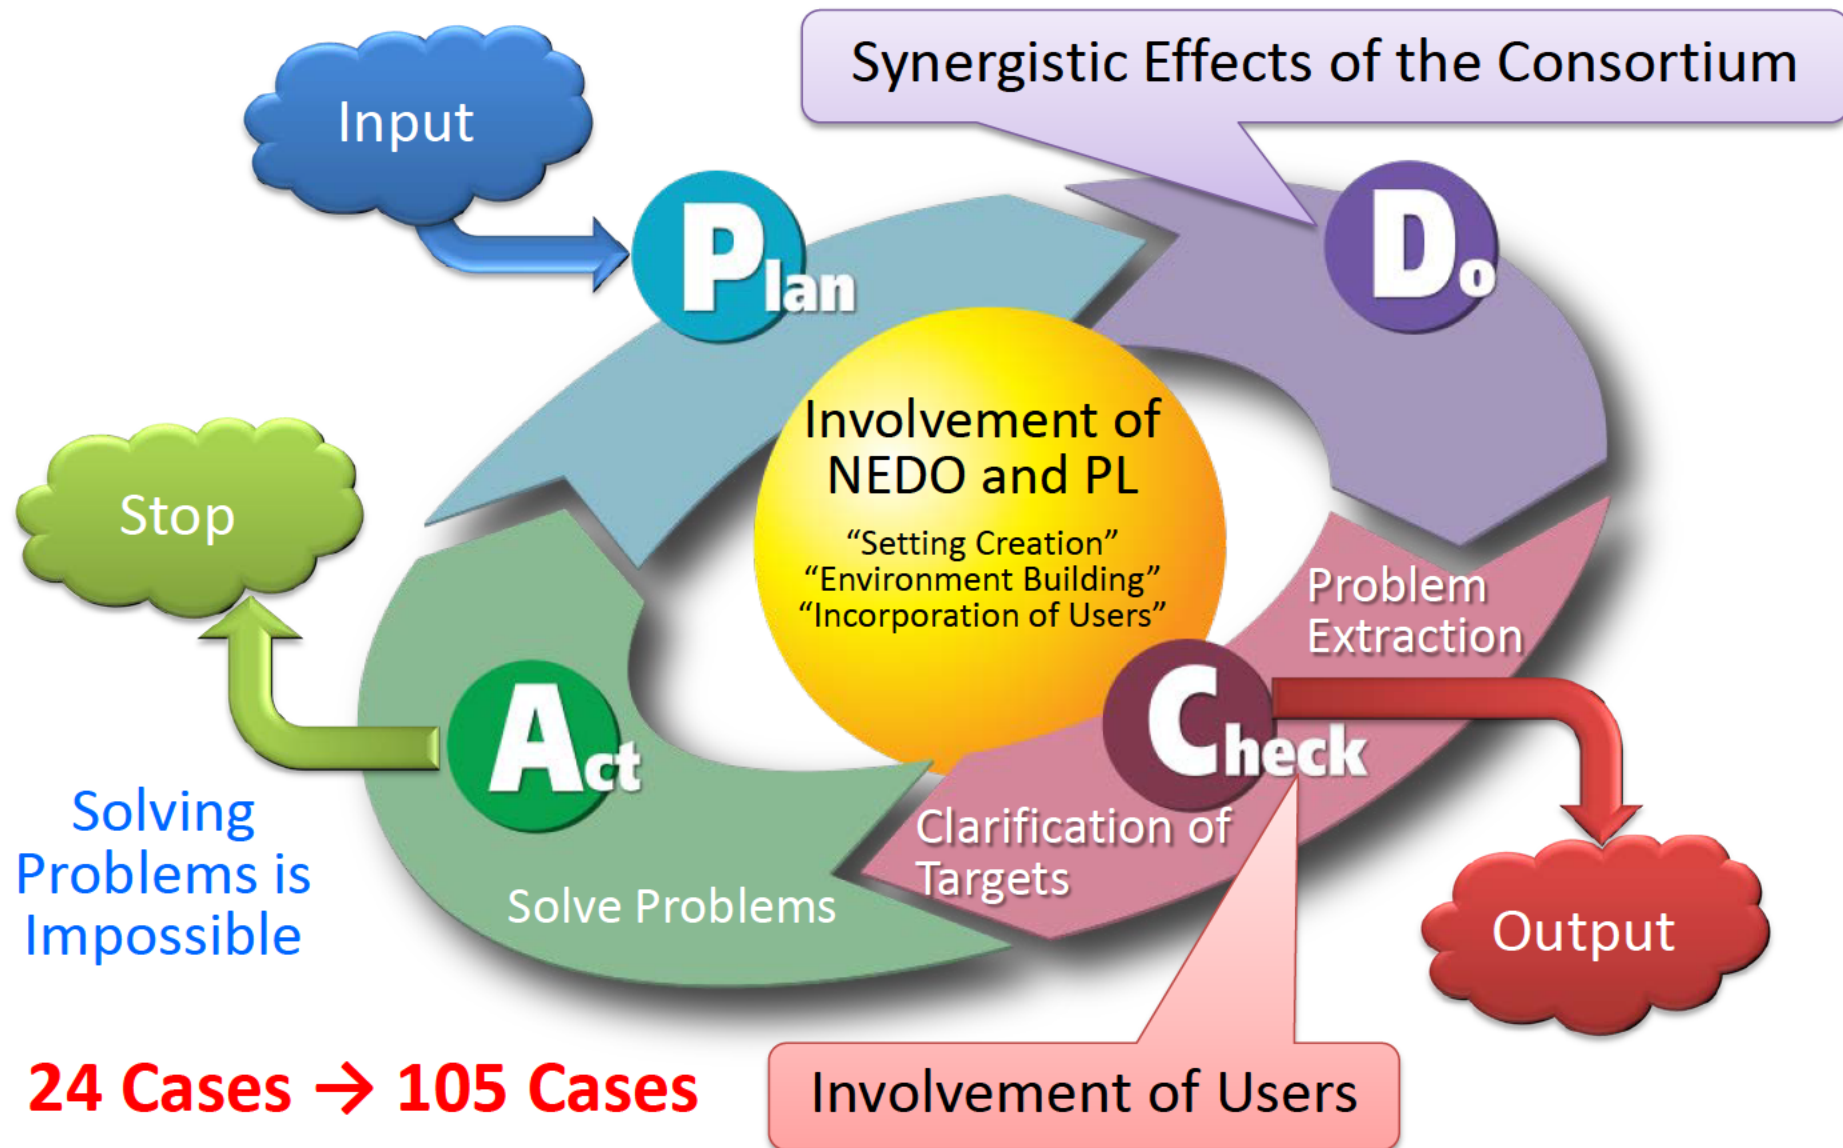 Synergistic Effects of the Consortium
Input
Plan
Do
Involvement of
NEDO and PL
“Setting Creation”
“Environment Building”
“Incorporation of Users”
Stop
Problem
Extraction
Act
Check
Solving
Problems is
Impossible
Clarification of
Targets
Solve Problems
Output
24 Cases → 105 Cases
Involvement of Users